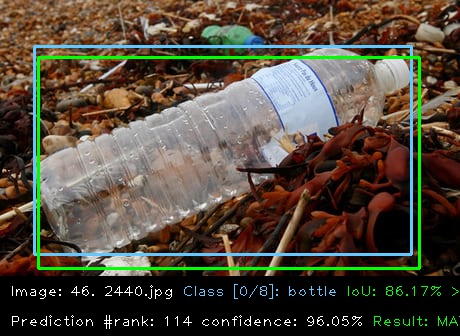 Image: 46. 2440.jpg Class [0/8]: bottle IoU: 86.17% >
Prediction #rank: 114 confidence: 96.05% Result: MA